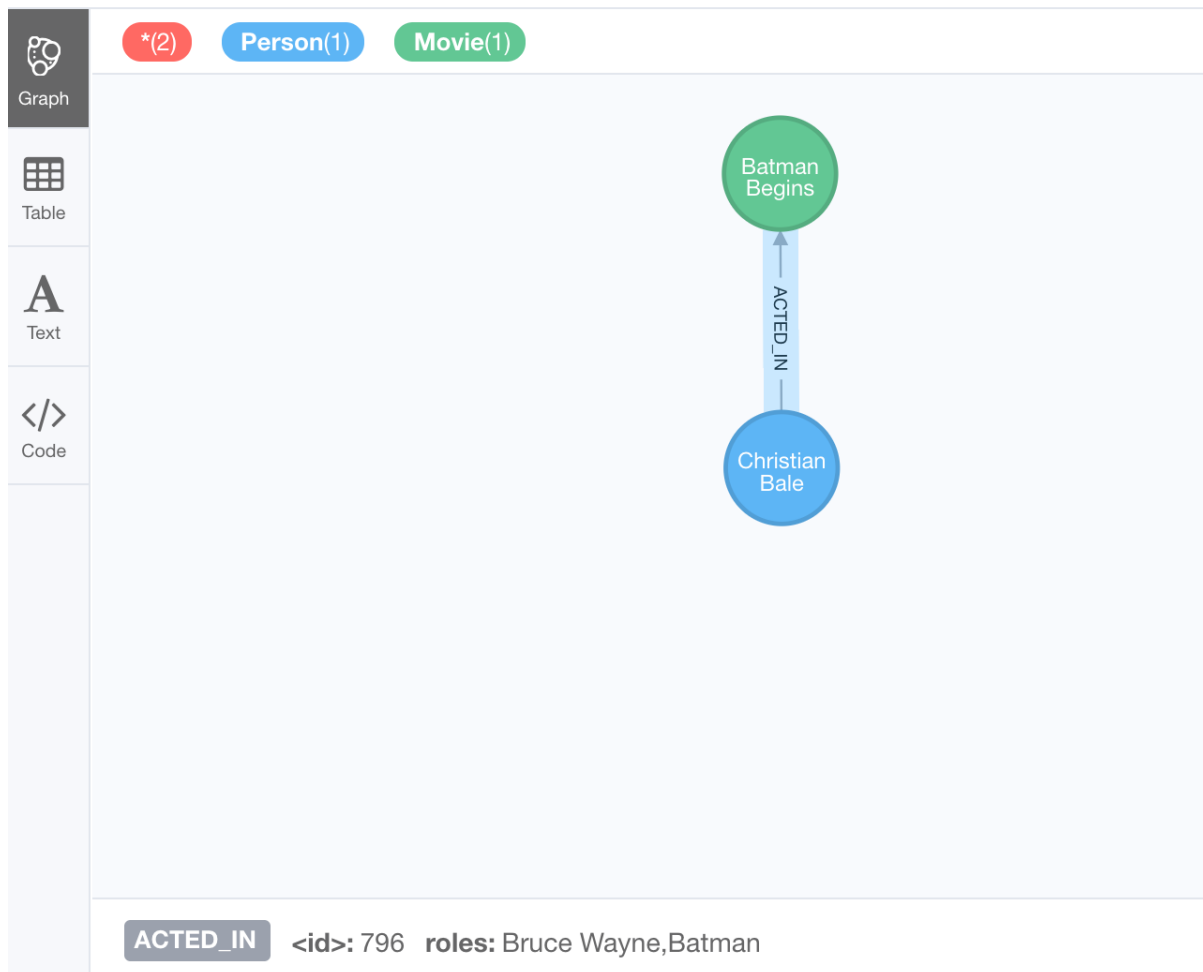 Graph
Table
Text
Code
*(2) Person(1) Movie(1)
Batman
Begins
ACTED_IN
Christian
Bale
ACTED_IN <id>: 796 roles: Bruce Wayne,Batman